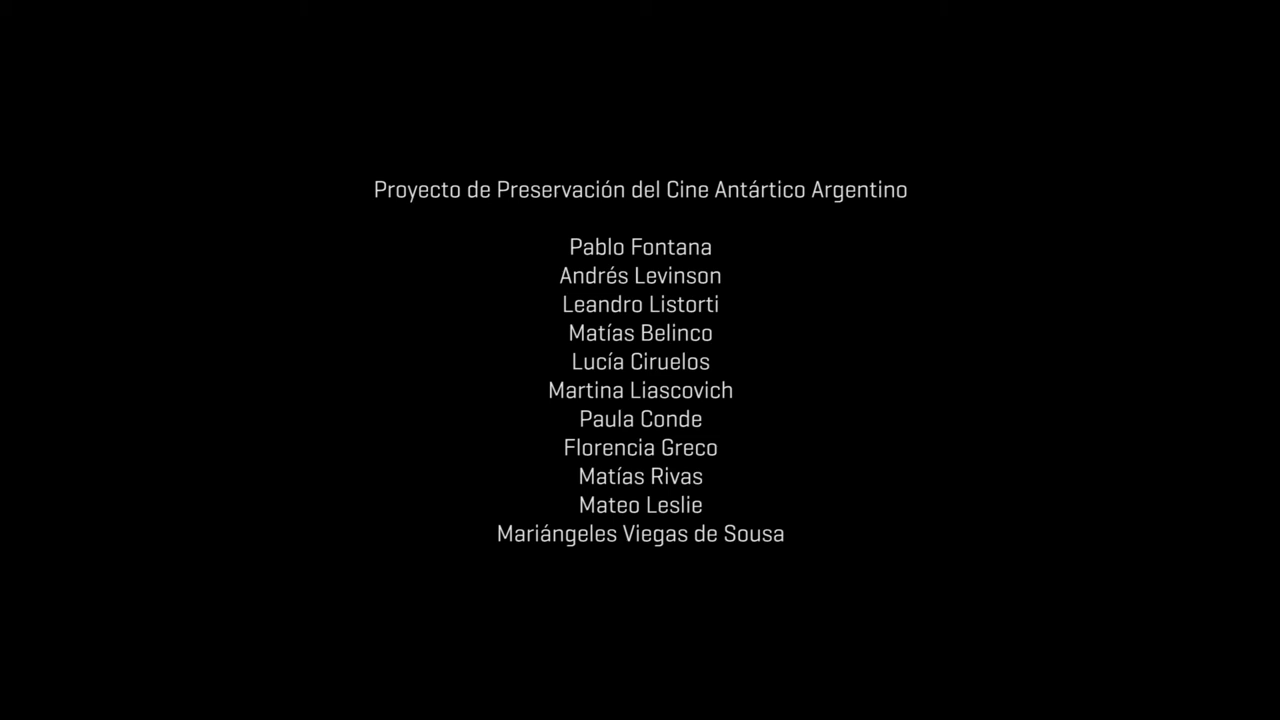 Proyecto de Preservación del Cine Antártico Argentino
Pablo Fontana
Andrés Levinson
Leandro Listorti
Matías Belinco
Lucía Ciruelos
Martina Liascovich
Paula Conde
Florencia Greco
Matías Rivas
Mateo Leslie
Mariángeles Viegas de Sousa